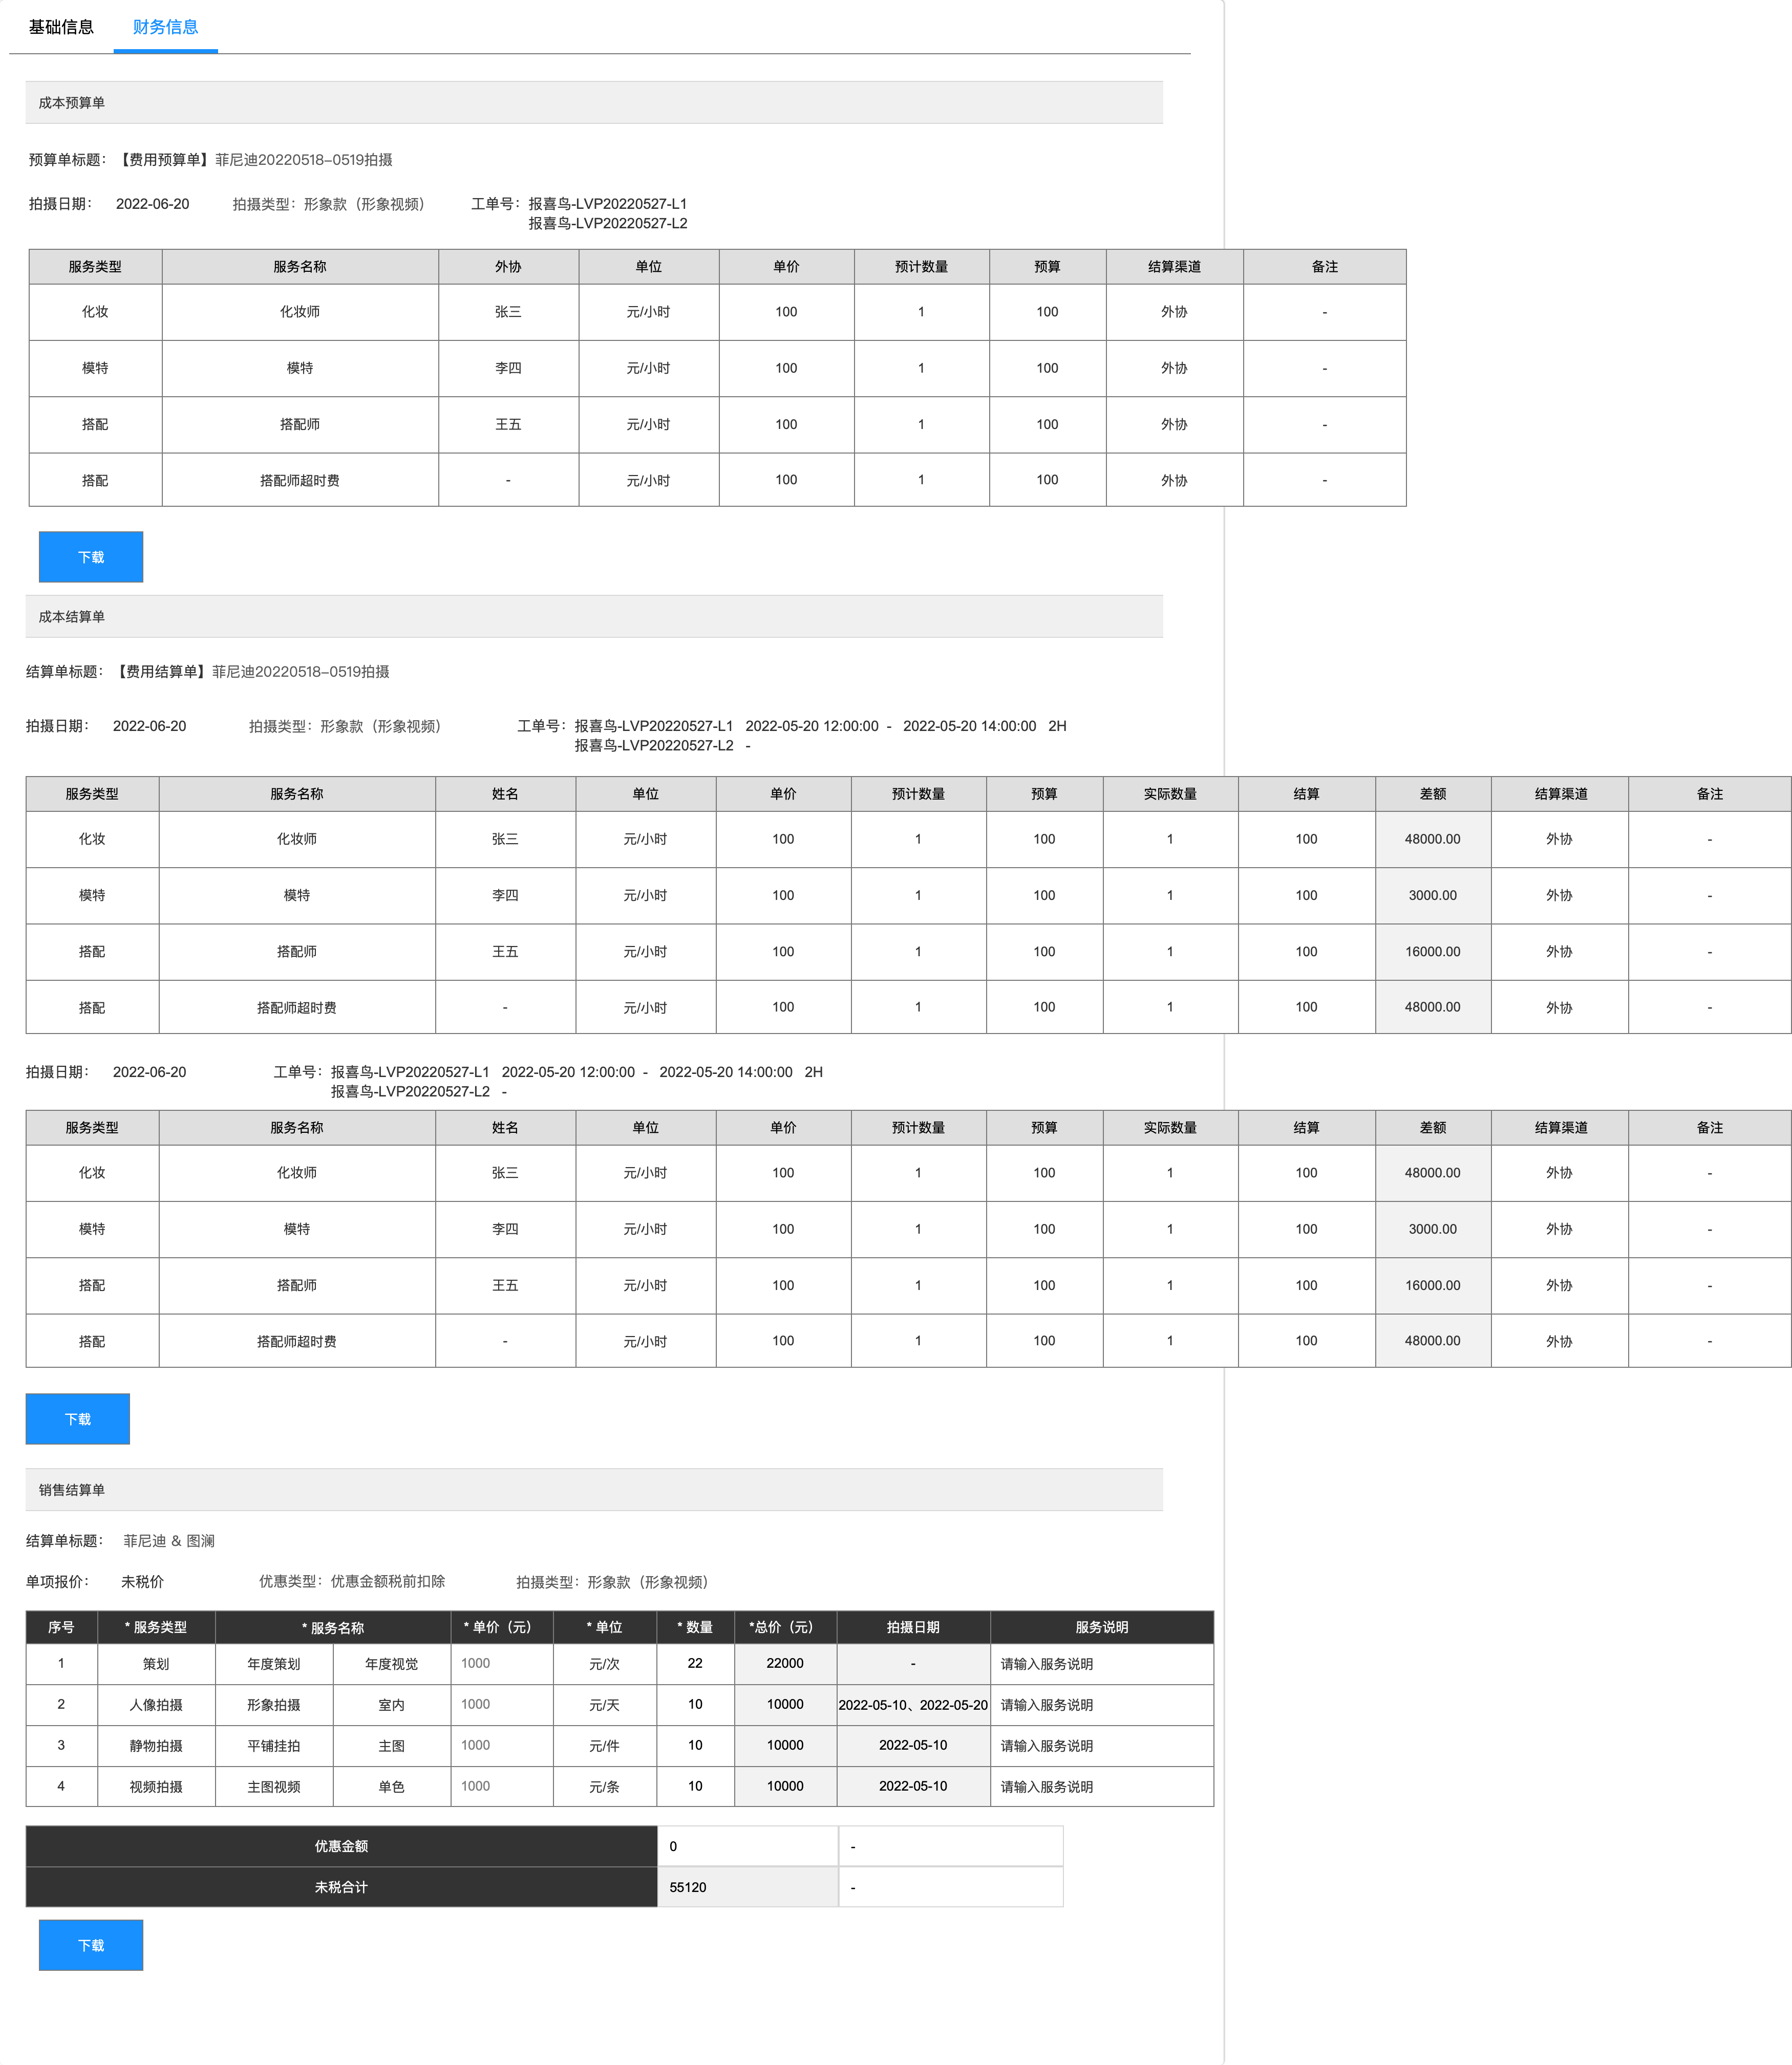 基础信息 财务信息
成本预算单
预算单标题： 【费用预算单】菲尼迪20220518–0519拍摄
拍摄日期： 2022-06-20 拍摄类型：形象款（形象视频） 工单号：报喜鸟-LVP20220527-L1
报喜鸟-LVP20220527-L2
服务类型 服务名称 外协 单位 单价 预计数量 预算 结算渠道 备注
化妆 化妆师 张三 元/小时 100 1 100 外协 -
模特 模特 李四 元/小时 100 1 100 外协 -
搭配 搭配师 王五 元/小时 100 1 100 外协 -
搭配 搭配师超时费 - 元/小时 100 1 100 外协 -
下载
成本结算单
结算单标题： 【费用结算单】菲尼迪20220518–0519拍摄
拍摄日期： 2022-06-20 拍摄类型：形象款（形象视频） 工单号：报喜鸟-LVP20220527-L1 2022-05-20 12:00:00 - 2022-05-20 14:00:00 2H
报喜鸟-LVP20220527-L2 -
服务类型 服务名称 姓名 单位 单价 预计数量 预算 实际数量 结算 差额 结算渠道 备注
化妆 化妆师 张三 元/小时 100 1 100 1 100 48000.00 外协 -
模特 模特 李四 元/小时 100 1 100 1 100 3000.00 外协 -
搭配 搭配师 王五 元/小时 100 1 100 1 100 16000.00 外协 -
搭配 搭配师超时费 - 元/小时 100 1 100 1 100 48000.00 外协 -
拍摄日期： 2022-06-20 工单号：报喜鸟-LVP20220527-L1 2022-05-20 12:00:00 - 2022-05-20 14:00:00 2H
报喜鸟-LVP20220527-L2 -
服务类型 服务名称 姓名 单位 单价 预计数量 预算 实际数量 结算 差额 结算渠道 备注
化妆 化妆师 张三 元/小时 100 1 100 1 100 48000.00 外协 -
模特 模特 李四 元/小时 100 1 100 1 100 3000.00 外协 -
搭配 搭配师 王五 元/小时 100 1 100 1 100 16000.00 外协 -
搭配 搭配师超时费 - 元/小时 100 1 100 1 100 48000.00 外协 -
下载
销售结算单
结算单标题： 菲尼迪 & 图澜
单项报价： 未税价 优惠类型：优惠金额税前扣除 拍摄类型：形象款（形象视频）
序号 * 服务类型 * 服务名称 * 单价（元） * 单位 * 数量 *总价（元） 拍摄日期 服务说明
1 策划 年度策划 年度视觉 1000 元/次 22 22000 - 请输入服务说明
2 人像拍摄 形象拍摄 室内 1000 元/天 10 10000 2022-05-10、2022-05-20 请输入服务说明
3 静物拍摄 平铺挂拍 主图 1000 元/件 10 10000 2022-05-10 请输入服务说明
4 视频拍摄 主图视频 单色 1000 元/条 10 10000 2022-05-10 请输入服务说明
优惠金额 0 -
未税合计 55120 -
下载